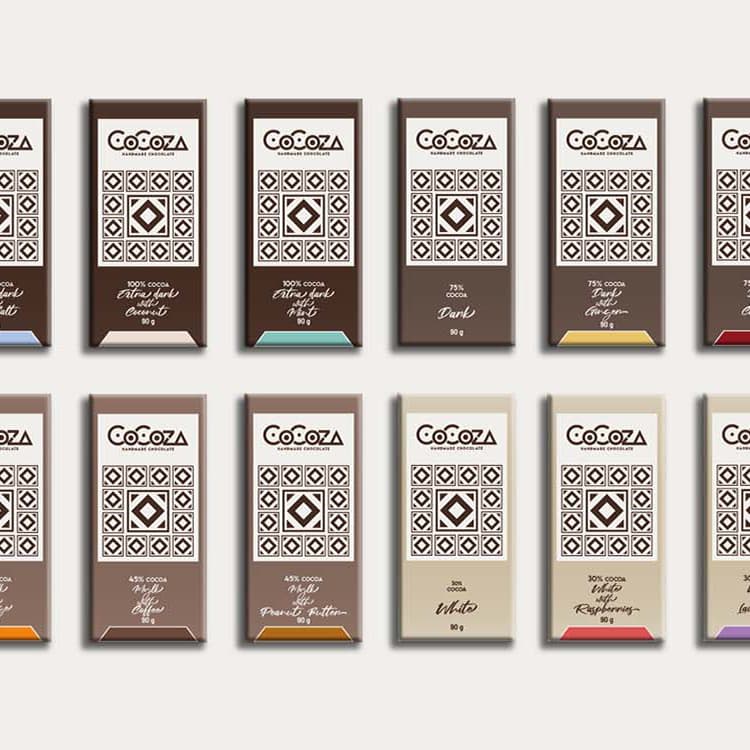 CoCoZA
HANDMADE CHOCOLATE
100% COCOA
Extra dark
with
Coconut
90 g
CoCoZA
HANDMADE CHOCOLATE
100% COCOA
Extra dark
with
Mint
90 g
CoCoZA
HANDMADE CHOCOLATE
75%
COCOA
Dark
90 g
CoCoZA
HANDMADE CHOCOLATE
75% COCOA
Dark
with
Ginger
90 g
CoCoZA
HANDMADE CHOCOLATE
45% COCOA
Mylk
with
Coffee
90 g
CoCoZA
HANDMADE CHOCOLATE
45% COCOA
Mylk
with
Peanut Butter
90 g
CoCoZA
HANDMADE CHOCOLATE
30%
COCOA
White
90 g
CoCoZA
HANDMADE CHOCOLATE
30% COCOA
White
with
Raspberries
90 g